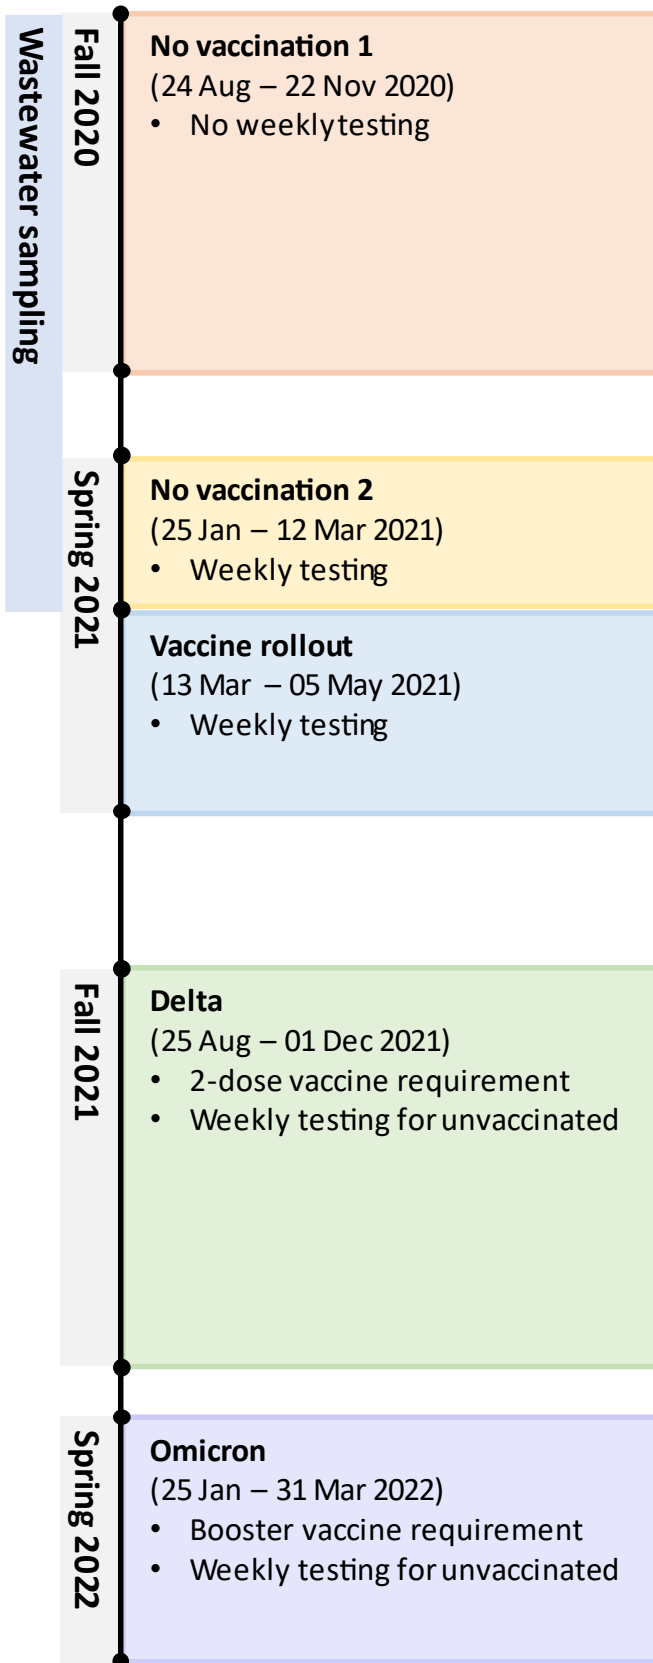 Wastewater sampling
Fall 2020
No vaccination 1
(24 Aug – 22 Nov 2020)
• No weekly testing
Spring 2021
No vaccination 2
(25 Jan – 12 Mar 2021)
• Weekly testing
Vaccine rollout
(13 Mar – 05 May 2021)
• Weekly testing
Fall 2021
Delta
(25 Aug – 01 Dec 2021)
• 2-dose vaccine requirement
• Weekly testing for unvaccinated
Spring 2022
Omicron
(25 Jan – 31 Mar 2022)
• Booster vaccine requirement
• Weekly testing for unvaccinated